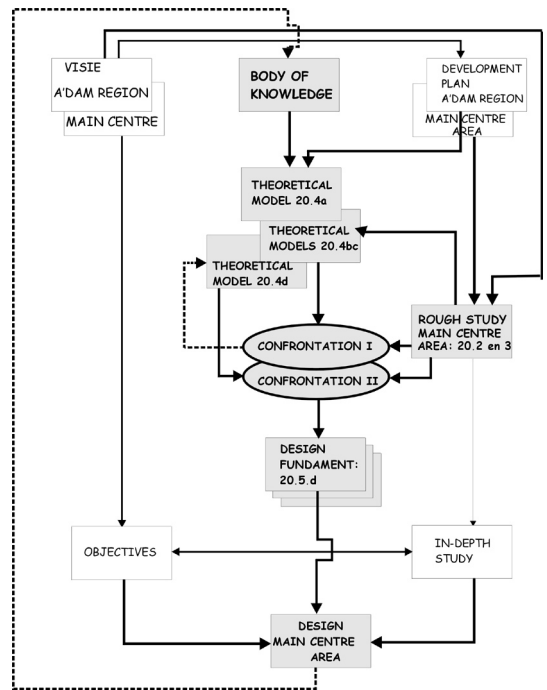 VISIE
A'DAM REGION
MAIN CENTRE
BODY OF
KNOWLEDGE
DEVELOPMENT
PLAN
A'DAM REGION
MAIN CENTRE
AREA
THEORETICAL
MODEL 20.4a
THEORETICAL
MODELS 20.4bc
THEORETICAL
MODEL 20.4d
ROUGH STUDY
MAIN CENTRE
AREA: 20.2 en 3
CONFRONTATION I
CONFRONTATION II
DESIGN
FUNDAMENT:
20.5.d
OBJECTIVES
IN-DEPTH
STUDY
DESIGN
MAIN CENTRE
AREA